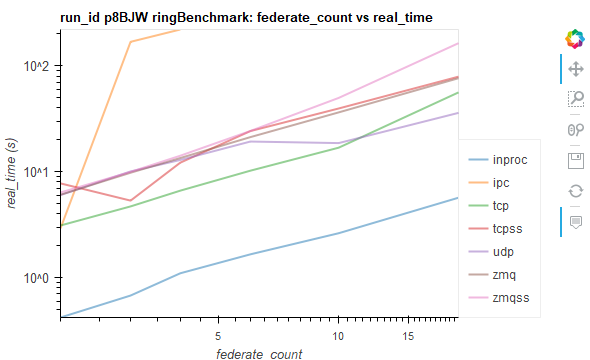 run_id p8BJW ringBenchmark: federate_count vs real_time
real_time (s)
10^2
10^1
10^0
5
10
15
federate_count
inproc
ipc
tcp
tcpss
udp
zmq
zmqss